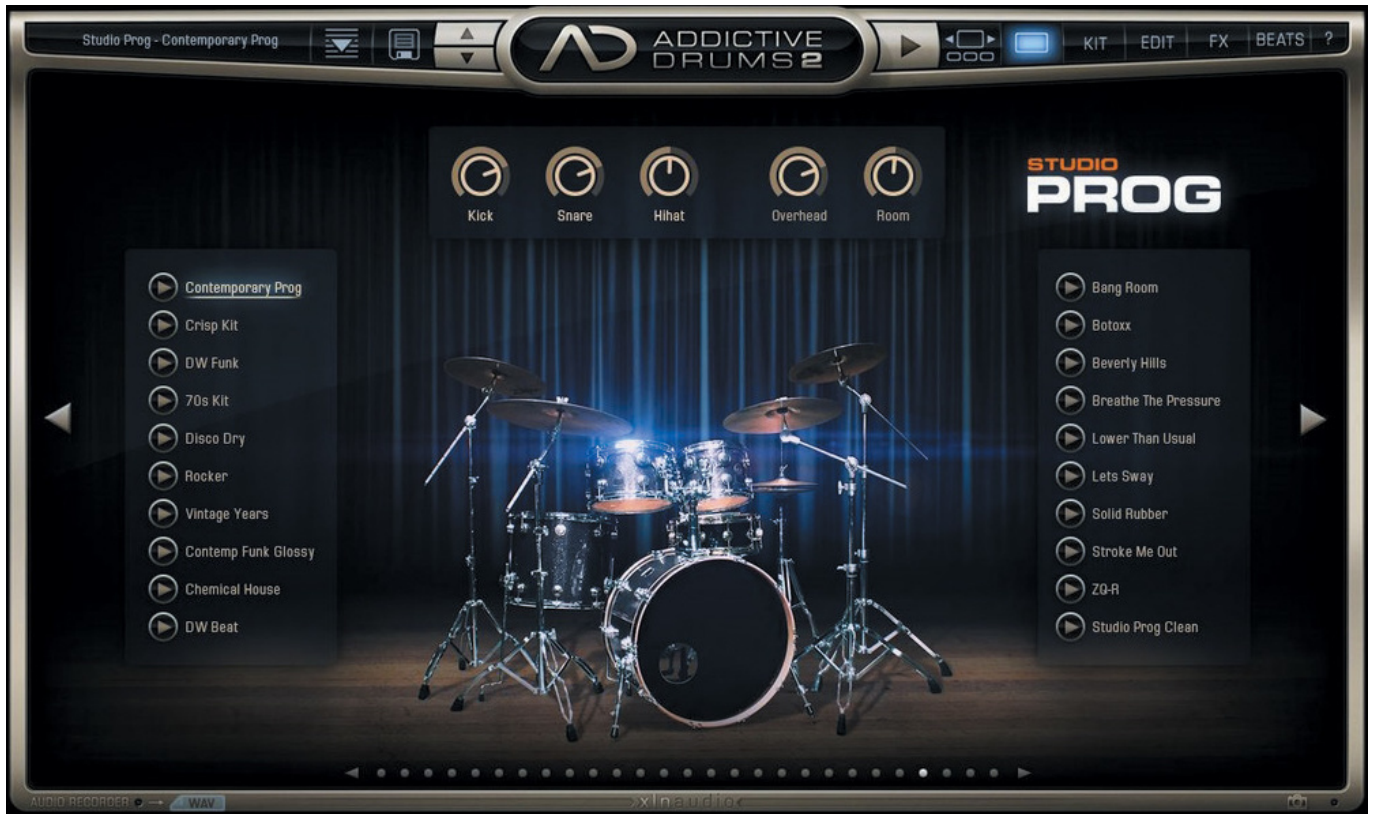 Studio Prog - Contemporary Prog
ADDICTIVE
DRUMS 2
KIT
EDIT
FX
BEATS
?
Kick
Snare
Hihat
Overhead
Room
STUDIO
PROG
Contemporary Prog
Crisp Kit
DW Funk
70s Kit
Disco Dry
Rocker
Vintage Years
Contemp Funk Glossy
Chemical House
DW Beat
Bang Room
Botoxx
Beverly Hills
Breathe The Pressure
Lower Than Usual
Lets Sway
Solid Rubber
Stroke Me Out
ZQ-R
Studio Prog Clean
AUDIO RECORDER
WAV
xlnaudio